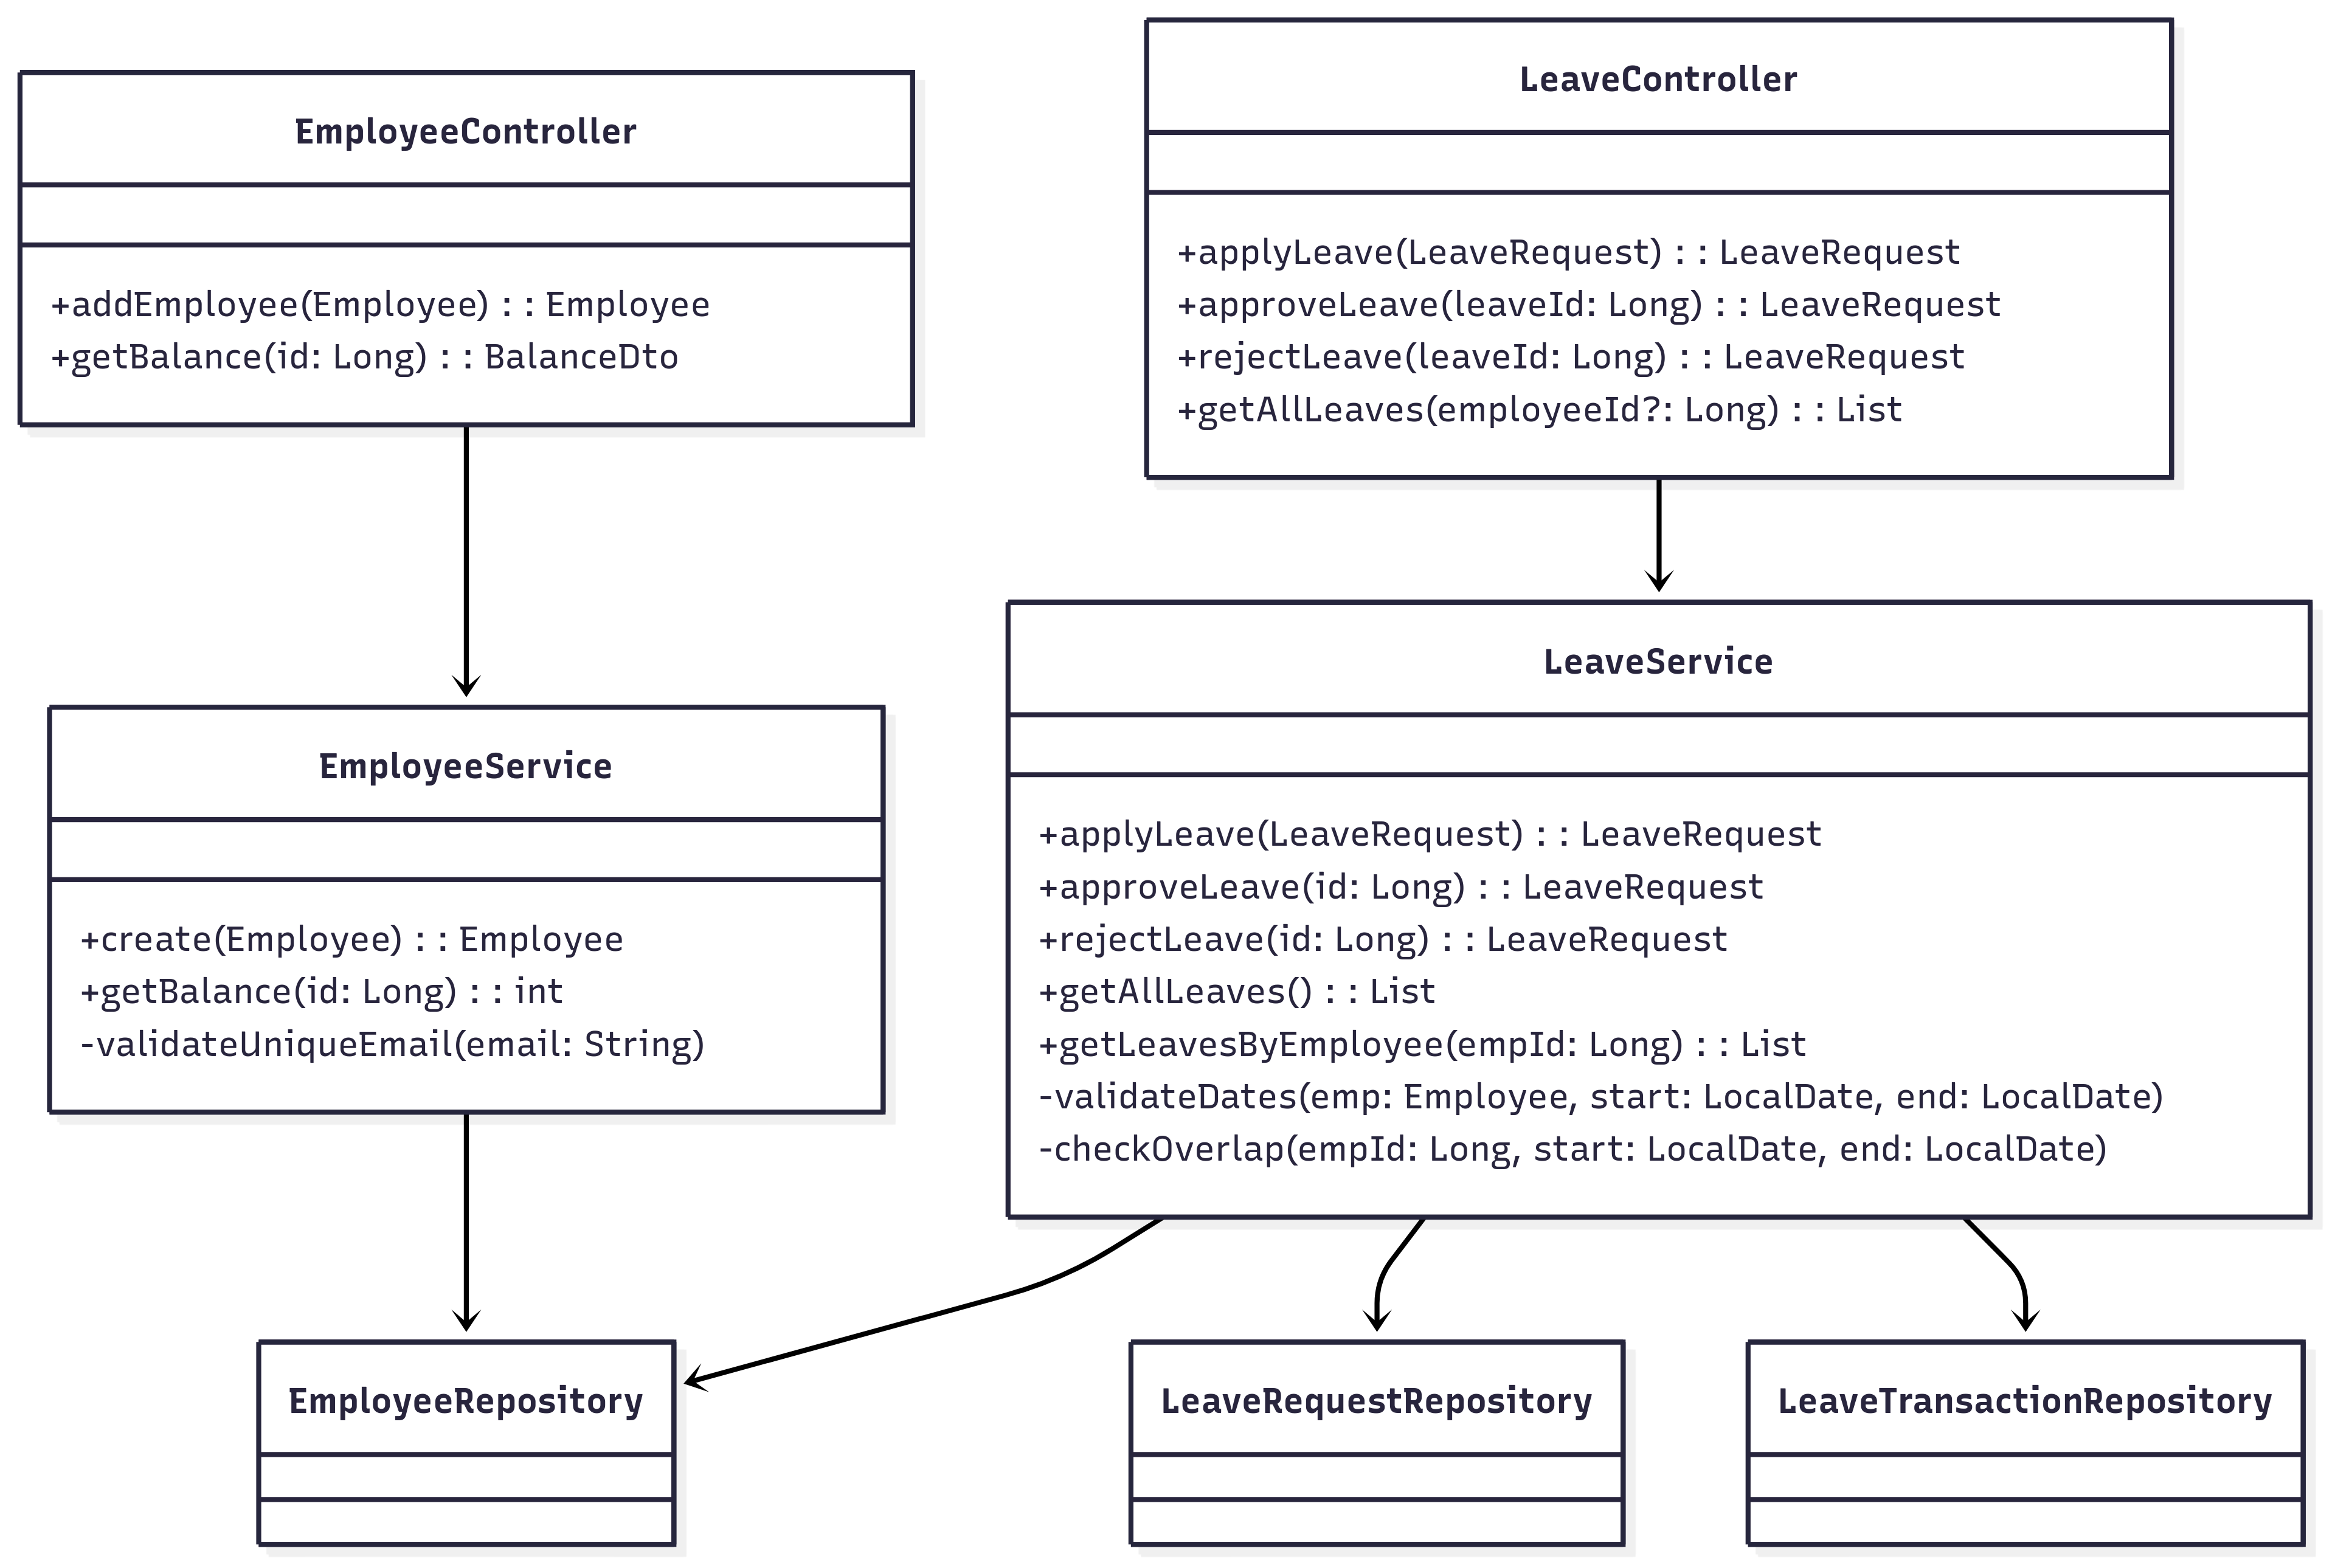 EmployeeController
+addEmployee(Employee) : : Employee
+getBalance(id: Long) : : BalanceDto
LeaveController
+applyLeave(LeaveRequest) : : LeaveRequest
+approveLeave(leaveId: Long) : : LeaveRequest
+rejectLeave(leaveId: Long) : : LeaveRequest
+getAllLeaves(employeeId?: Long) : : List
EmployeeService
+create(Employee) : : Employee
+getBalance(id: Long) : : int
-validateUniqueEmail(email: String)
LeaveService
+applyLeave(LeaveRequest) : : LeaveRequest
+approveLeave(id: Long) : : LeaveRequest
+rejectLeave(id: Long) : : LeaveRequest
+getAllLeaves() : : List
+getLeavesByEmployee(empId: Long) : : List
-validateDates(emp: Employee, start: LocalDate, end: LocalDate)
-checkOverlap(empId: Long, start: LocalDate, end: LocalDate)
EmployeeRepository
LeaveRequestRepository
LeaveTransactionRepository